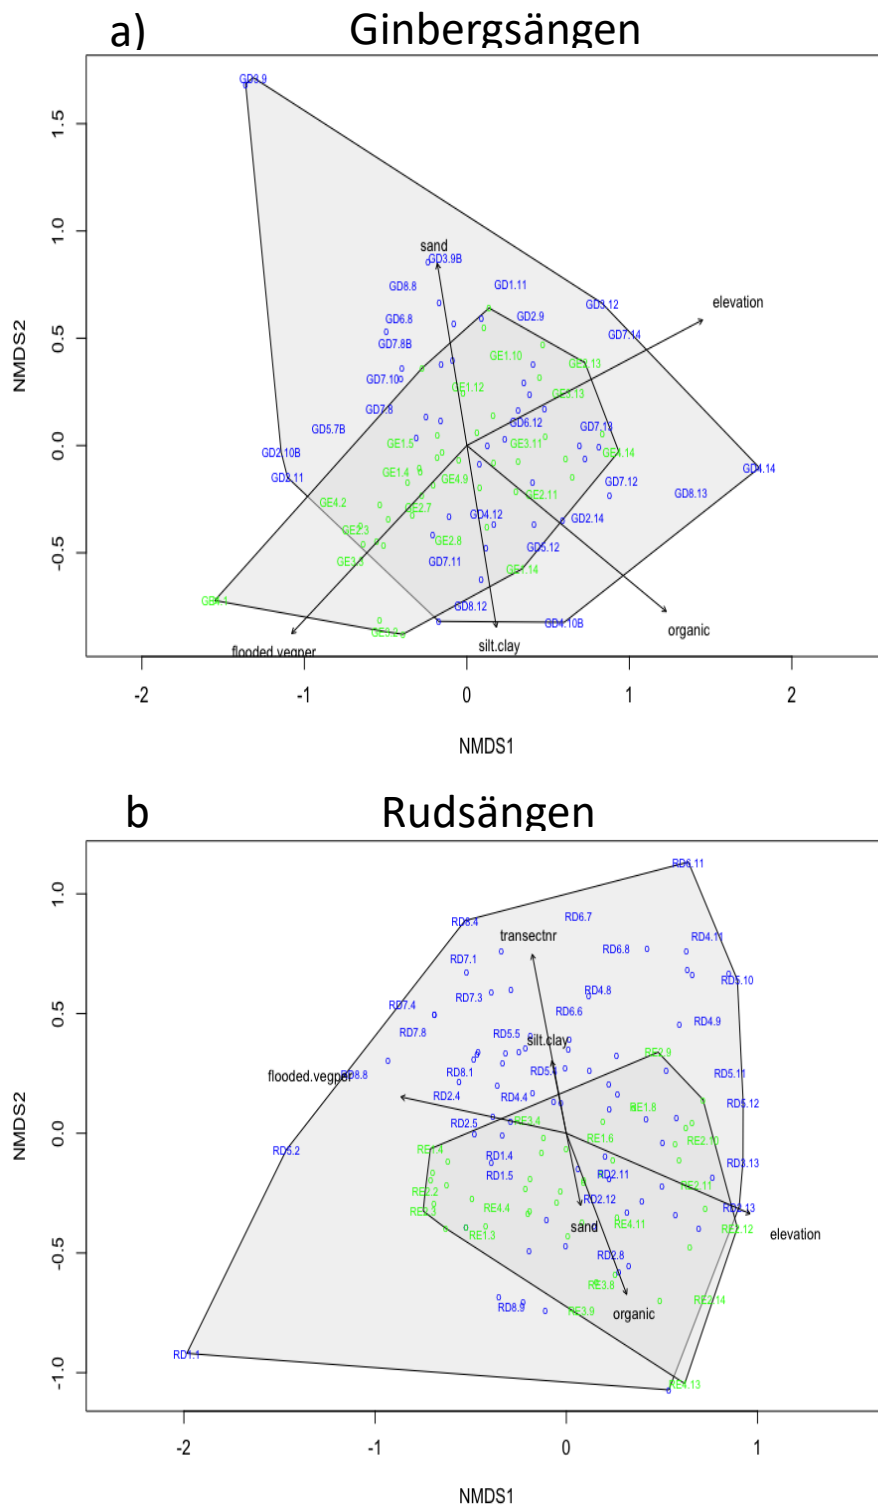 a)
Ginbergsängen
GD3.9
1.5
1.0
sand
GD3.9B
GD8.8
GD1.11
elevation
GD3.12
GD6.8
GD2.9
0.5
GD7.14
GD7.8B
GE1.10
GE2.13
GD7.10
GE1.12
GE3.13
GD7.8
GD6.12
GD7.13
GD5.7B
NMDS2
0.0
GD2.10B
GE1.5
GE3.11
GE4.14
GD2.11
GE1.4
GE4.9
GD7.12
GD4.14
GE4.2
GE2.7
GE2.11
GD8.13
GE2.3
GD4.12
GD2.14
GE2.8
GD5.12
-0.5
GD7.11
GE1.14
GD8.12
GD4.10B
GE3.2
organic
flooded.vegper
silt.clay
-2
-1
0
1
2
NMDS1
b
Rudsängen
RD6.11
1.0
RD8.4
RD6.7
transectnr
RD4.11
RD7.1
RD6.8
RD5.10
RD7.3
RD4.8
0.5
RD7.4
RD6.6
RD4.9
RD7.8
RD5.5
silt.clay
RE2.9
flooded.vegper
RD8.8
RD8.1
RD5.11
RD2.4
RD4.4
RE1.8
RD5.12
NMDS2
0.0
RD2.5
RE3.4
RE1.6
RE2.10
RD5.2
RE1.4
RD1.4
RD3.13
RD1.5
RD2.11
RE2.11
RE2.2
RD2.12
RE4.4
sand
RE4.11
RE2.12
elevation
RE1.3
-0.5
RD2.8
RE3.8
RE2.14
RD8.9
RE3.9
organic
RD1.1
-1.0
RE4.13
-2
-1
0
1
NMDS1